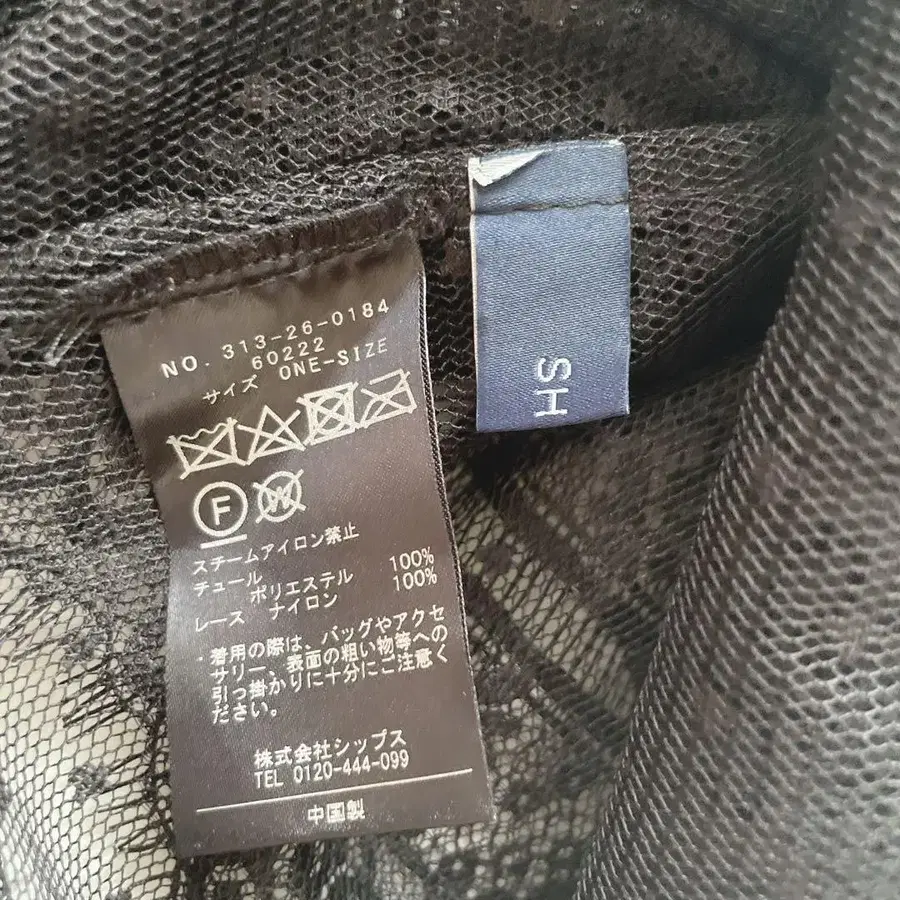 NO. 313-26-0184
60222
サイズ ONE-SIZE
F
W
スチームアイロン禁止
チュール
ポリエステル 100%
レース ナイロン 100%
・着用の際は、バッグやアクセ
サリー、表面の粗い物等への
引っ掛かりに十分にご注意く
ださい。
株式会社シップス
TEL 0120-444-099
中国製
SH